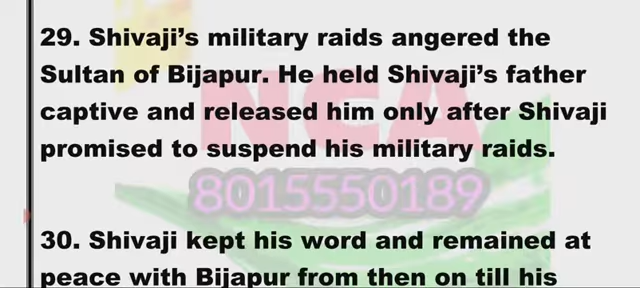 29. Shivaji's military raids angered the
Sultan of Bijapur. He held Shivaji's father
captive and released him only after Shivaji
promised to suspend his military raids.
NCA
8015550189
30. Shivaji kept his word and remained at
peace with Bijapur from then on till his